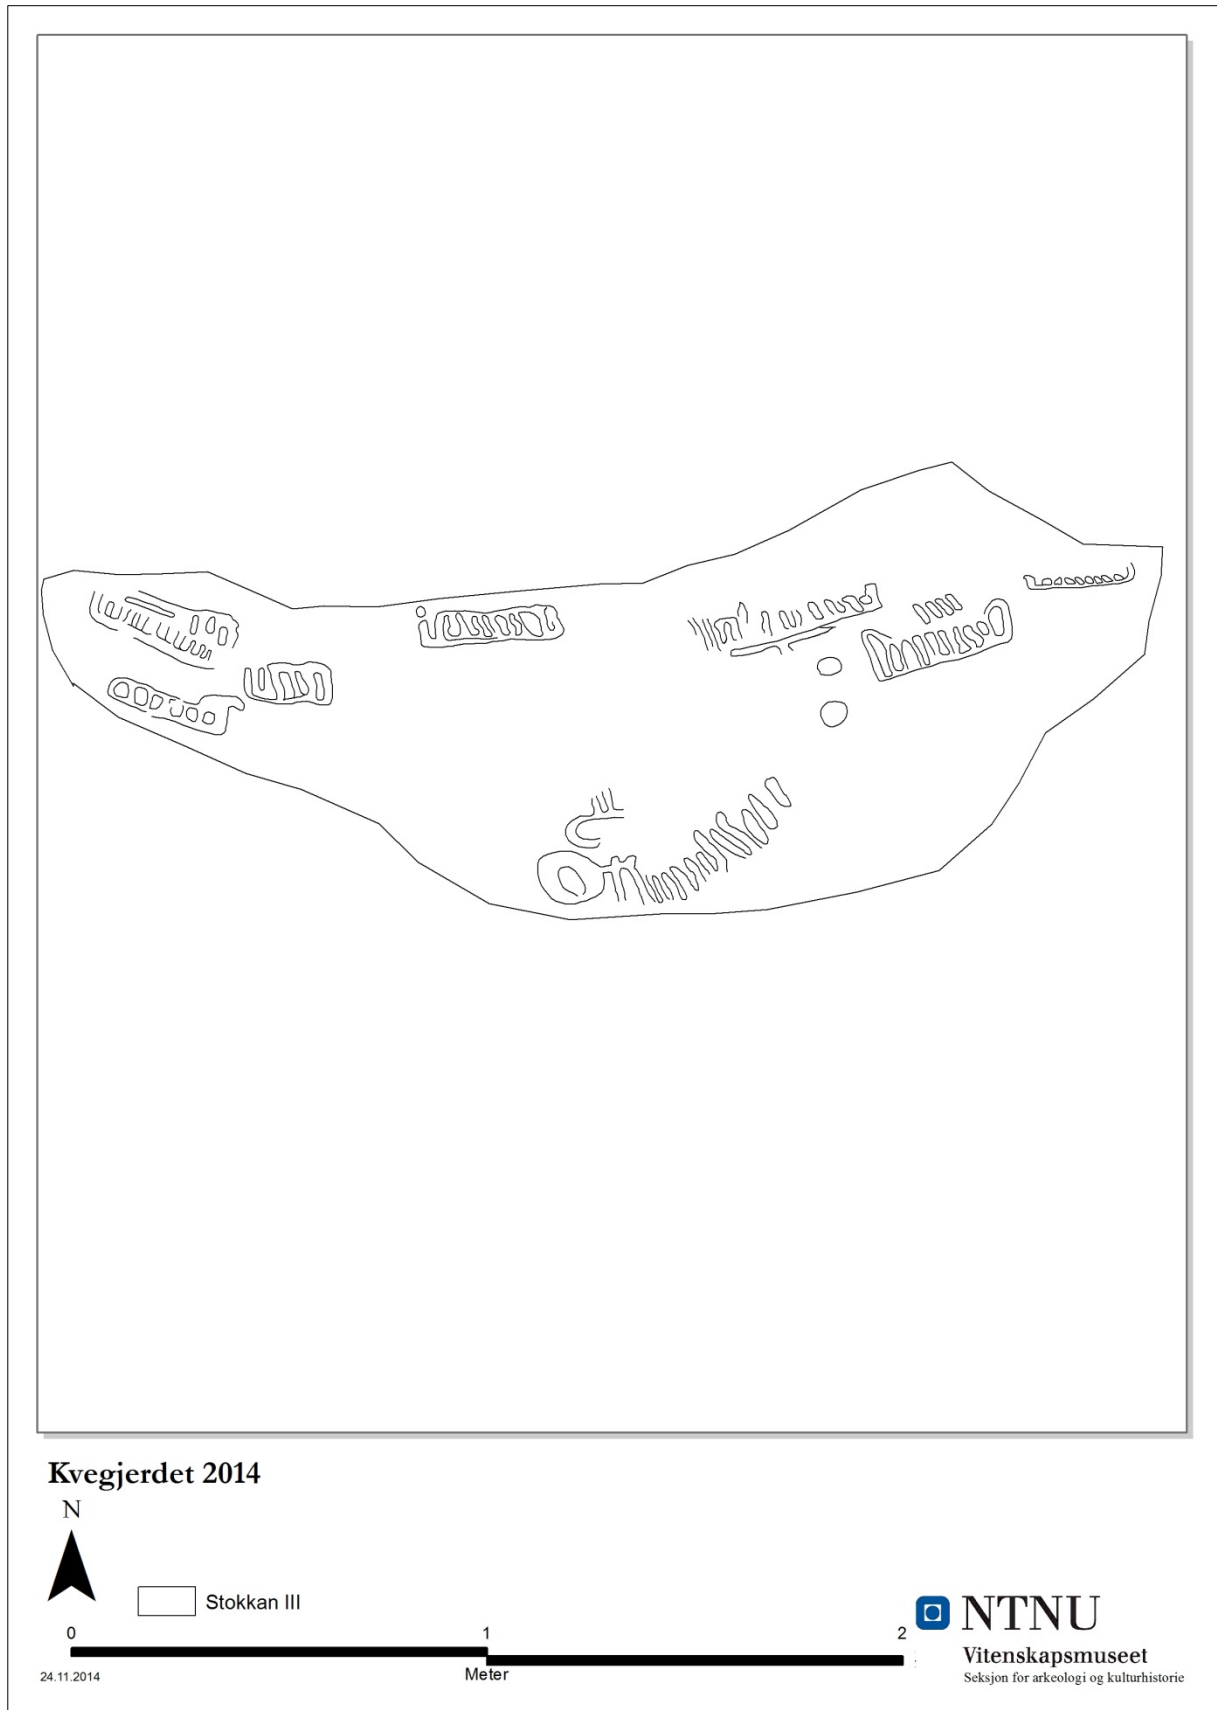 Kvegjerdet 2014
N
Stokkan III
0 1 2
Meter
24.11.2014
NTNU
Vitenskapsmuseet
Seksjon for arkeologi og kulturhistorie